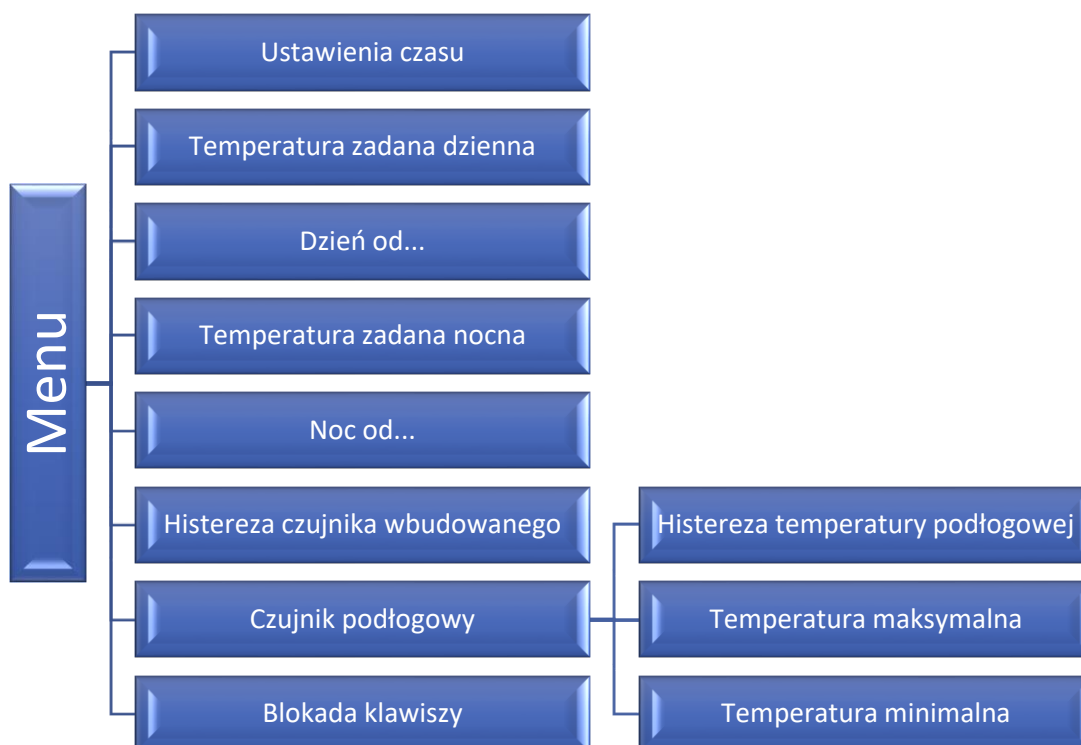 Menu
Ustawienia czasu
Temperatura zadana dzienna
Dzień od...
Temperatura zadana nocna
Noc od...
Histereza czujnika wbudowanego
Czujnik podłogowy
Histereza temperatury podłogowej
Temperatura maksymalna
Temperatura minimalna
Blokada klawiszy